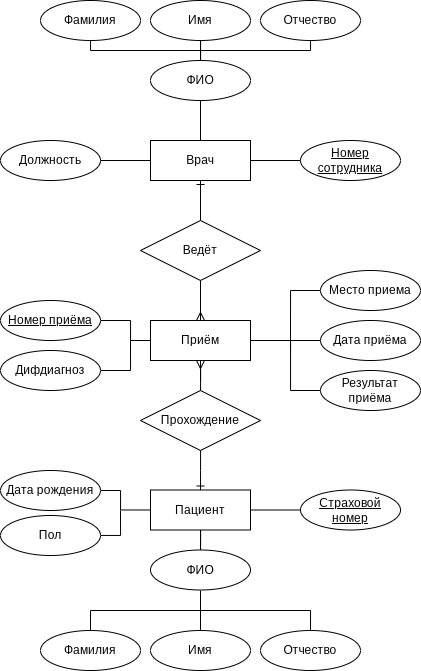 Фамилия
Имя
Отчество
ФИО
Должность
Врач
Номер
сотрудника
Ведёт
Место приема
Номер приёма
Приём
Дата приёма
Дифдиагноз
Результат
приёма
Прохождение
Дата рождения
Пациент
Страховой
номер
Пол
ФИО
Фамилия
Имя
Отчество